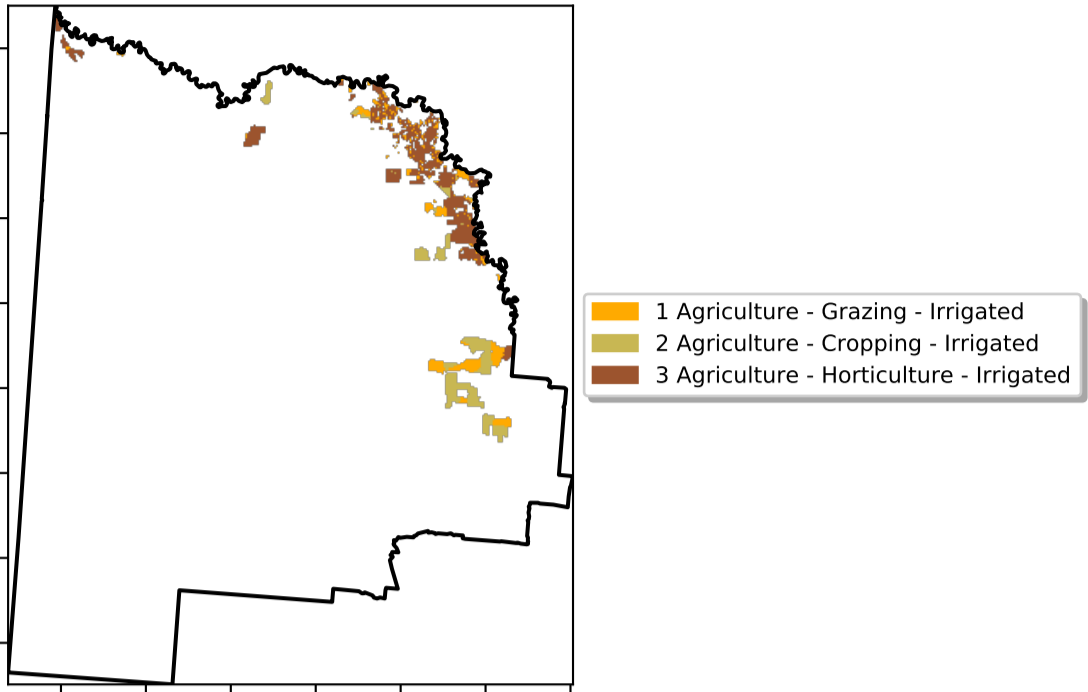 1 Agriculture - Grazing - Irrigated
2 Agriculture - Cropping - Irrigated
3 Agriculture - Horticulture - Irrigated